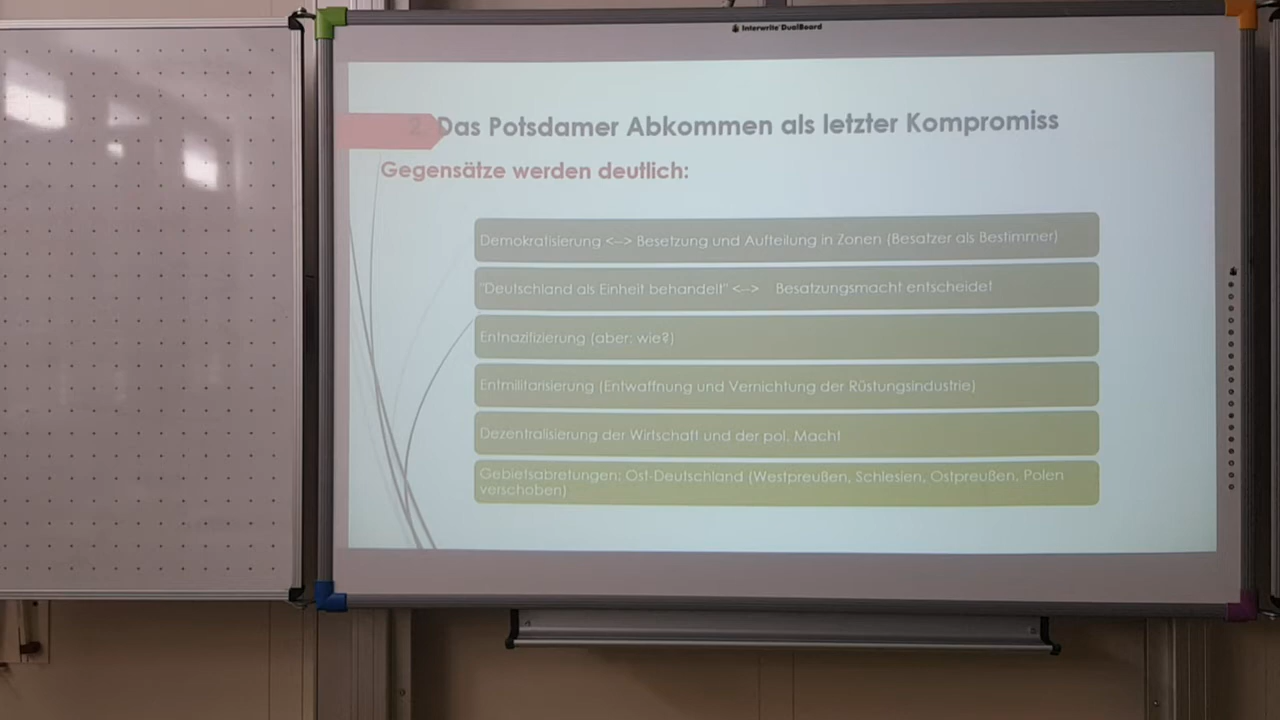 Interwrite DualBoard
2. Das Potsdamer Abkommen als letzter Kompromiss
Gegensätze werden deutlich:
Demokratisierung <--> Besetzung und Aufteilung in Zonen (Besatzer als Bestimmer)
"Deutschland als Einheit behandelt" <--> Besatzungsmacht entscheidet
Entnazifizierung (aber: wie?)
Entmilitarisierung (Entwaffnung und Vernichtung der Rüstungsindustrie)
Dezentralisierung der Wirtschaft und der pol. Macht
Gebietsabretungen: Ost-Deutschland (Westpreußen, Schlesien, Ostpreußen, Polen
verschoben)